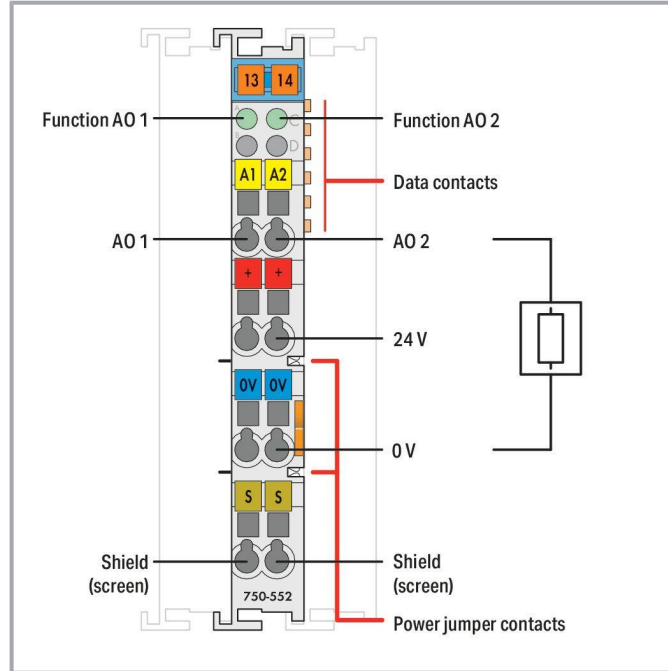 13 14
Function AO 1
A C
Function AO 2
B D
A1 A2
Data contacts
AO 1
AO 2
+ +
24 V
0V 0V
0 V
S S
Shield
(screen)
Shield
(screen)
750-552
Power jumper contacts